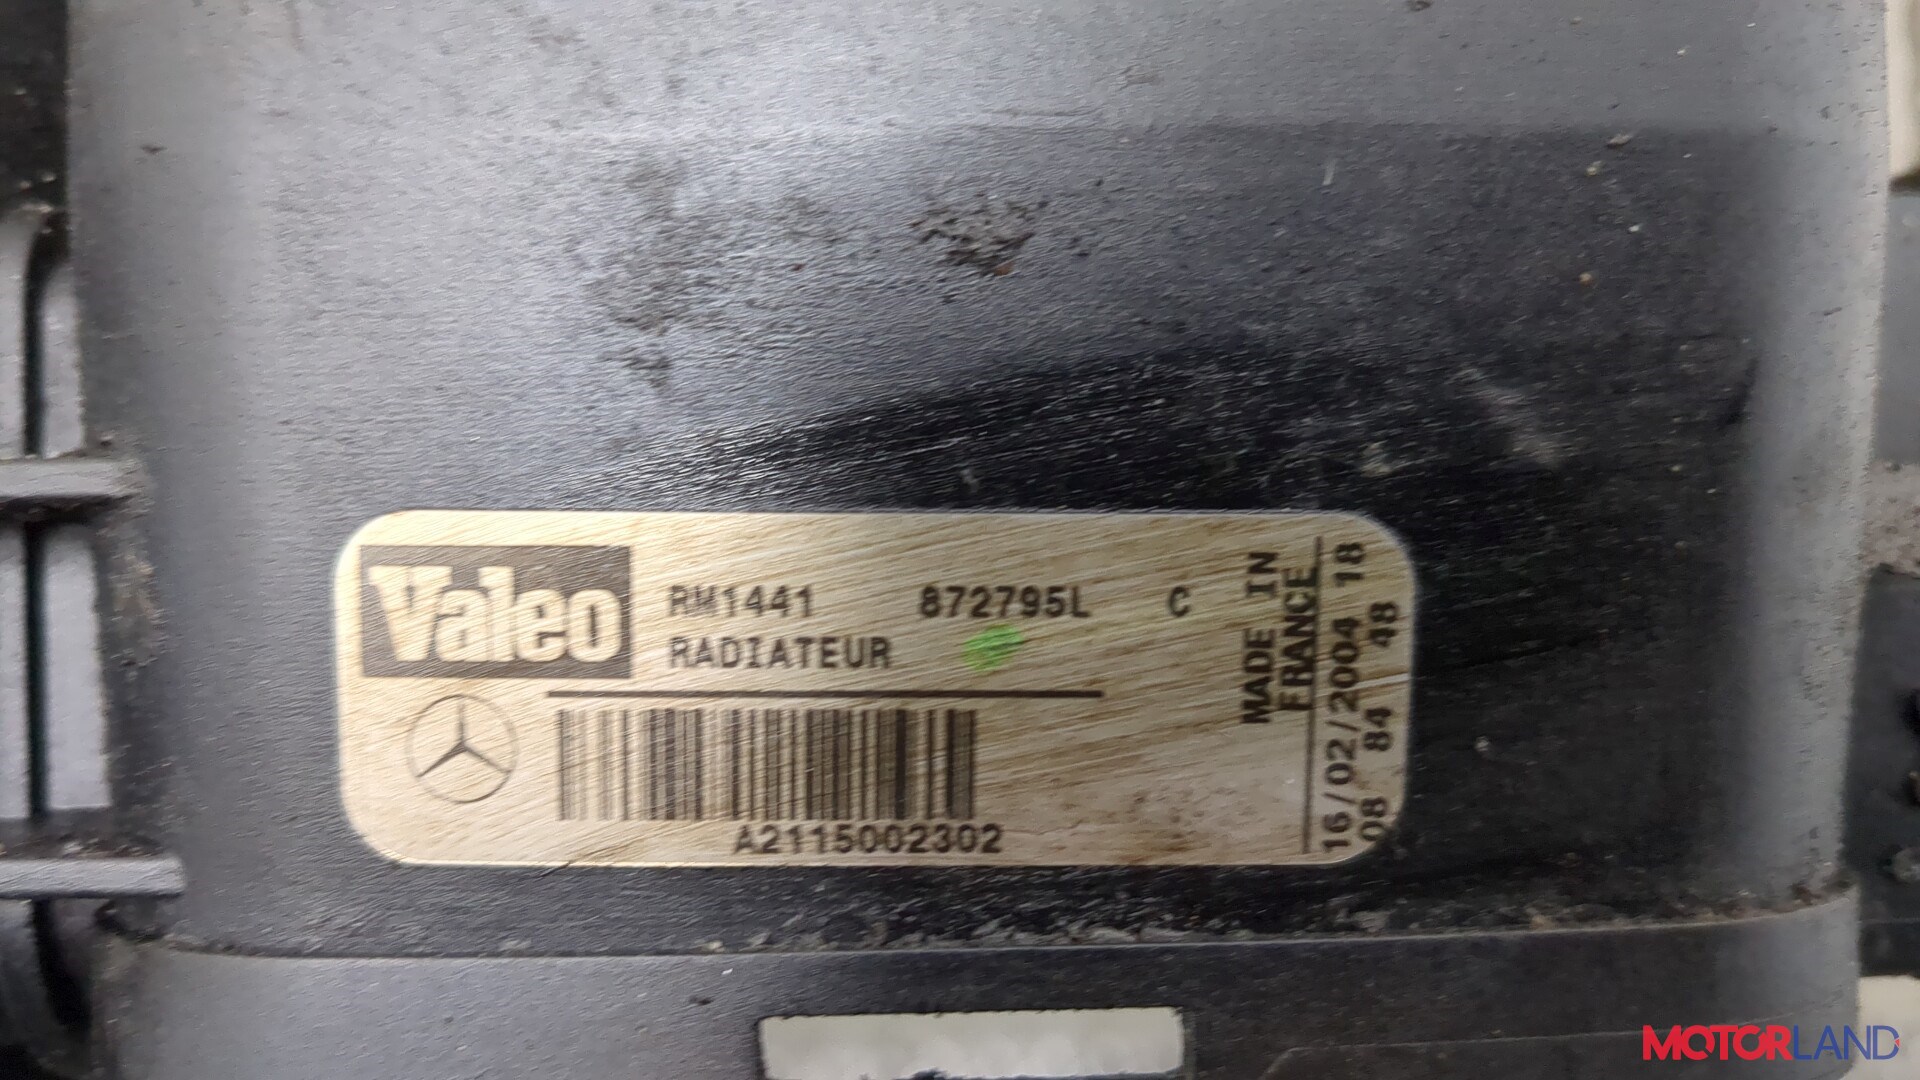 Valeo
RM1441 872795L C
RADIATEUR
A2115002302
MADE IN
FRANCE
16/02/2004 18
08 84 48
MOTORLAND